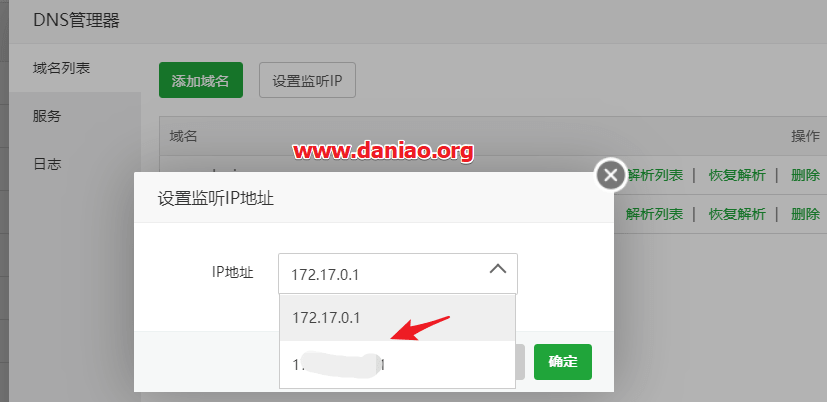 DNS管理器
域名列表
服务
日志
添加域名 设置监听IP
域名 操作
www.daniao.org
解析列表 | 恢复解析 | 删除
解析列表 | 恢复解析 | 删除
设置监听IP地址
IP地址 172.17.0.1
172.17.0.1
确定